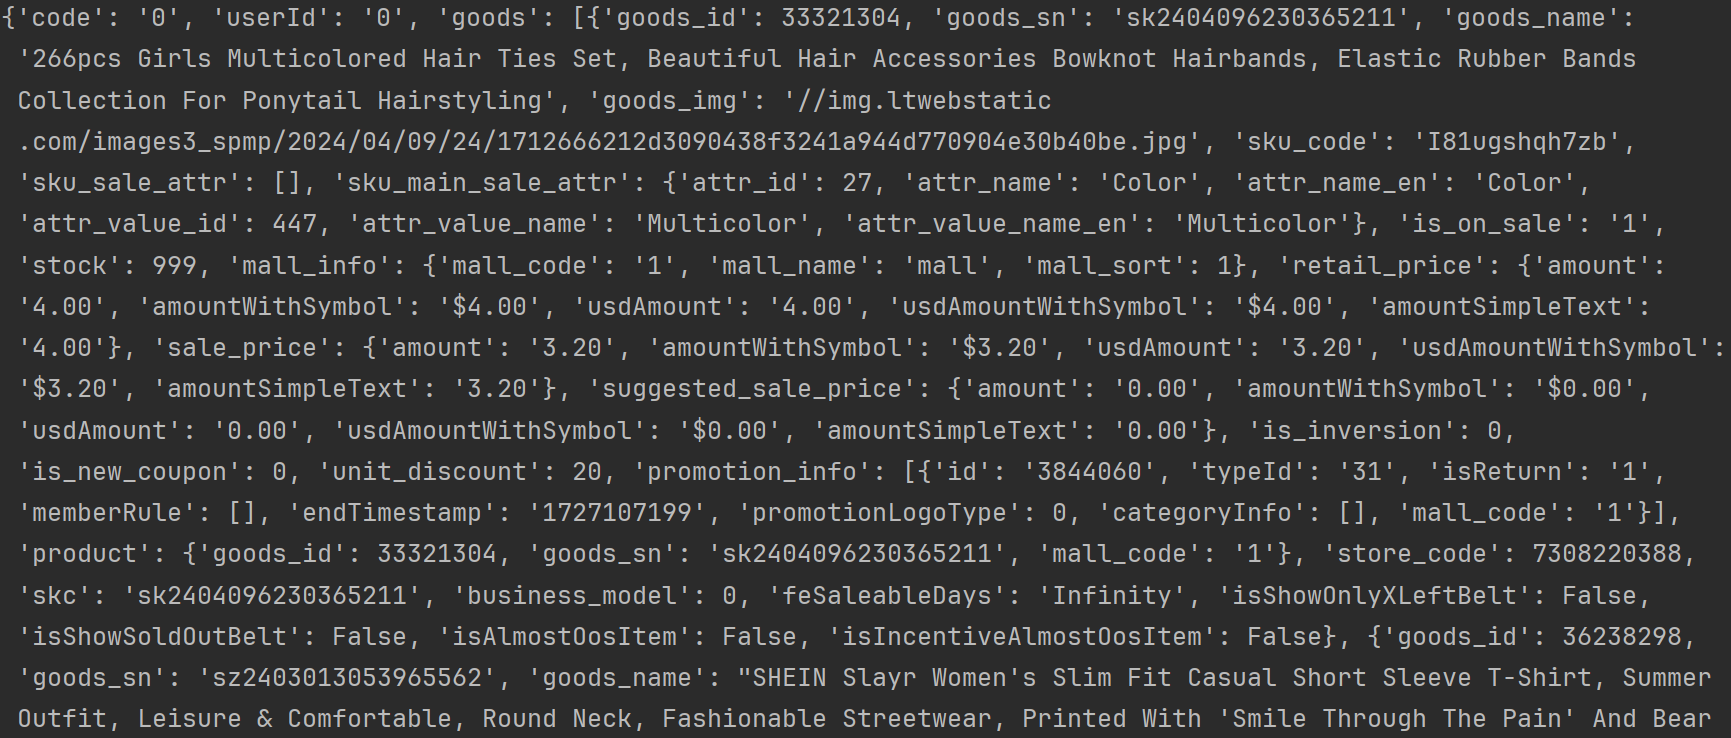 {'code': '0', 'userId': '0', 'goods': [{'goods_id': 33321304, 'goods_sn': 'sk2404096230365211', 'goods_name':
'266pcs Girls Multicolored Hair Ties Set, Beautiful Hair Accessories Bowknot Hairbands, Elastic Rubber Bands
Collection For Ponytail Hairstyling', 'goods_img': '//img.ltwebstatic
.com/images3_spmp/2024/04/09/24/1712666212d3090438f3241a944d770904e30b40be.jpg', 'sku_code': 'I81ugshqh7zb',
'sku_sale_attr': [], 'sku_main_sale_attr': {'attr_id': 27, 'attr_name': 'Color', 'attr_name_en': 'Color',
'attr_value_id': 447, 'attr_value_name': 'Multicolor', 'attr_value_name_en': 'Multicolor'}, 'is_on_sale': '1',
'stock': 999, 'mall_info': {'mall_code': '1', 'mall_name': 'mall', 'mall_sort': 1}, 'retail_price': {'amount':
'4.00', 'amountWithSymbol': '$4.00', 'usdAmount': '4.00', 'usdAmountWithSymbol': '$4.00', 'amountSimpleText':
'4.00'}, 'sale_price': {'amount': '3.20', 'amountWithSymbol': '$3.20', 'usdAmount': '3.20', 'usdAmountWithSymbol':
'$3.20', 'amountSimpleText': '3.20'}, 'suggested_sale_price': {'amount': '0.00', 'amountWithSymbol': '$0.00',
'usdAmount': '0.00', 'usdAmountWithSymbol': '$0.00', 'amountSimpleText': '0.00'}, 'is_inversion': 0,
'is_new_coupon': 0, 'unit_discount': 20, 'promotion_info': [{'id': '3844060', 'typeId': '31', 'isReturn': '1',
'memberRule': [], 'endTimestamp': '1727107199', 'promotionLogoType': 0, 'categoryInfo': [], 'mall_code': '1'}],
'product': {'goods_id': 33321304, 'goods_sn': 'sk2404096230365211', 'mall_code': '1'}, 'store_code': 7308220388,
'skc': 'sk2404096230365211', 'business_model': 0, 'feSaleableDays': 'Infinity', 'isShowOnlyXLeftBelt': False,
'isShowSoldOutBelt': False, 'isAlmostOosItem': False, 'isIncentiveAlmostOosItem': False}, {'goods_id': 36238298,
'goods_sn': 'sz2403013053965562', 'goods_name': "SHEIN Slayr Women's Slim Fit Casual Short Sleeve T-Shirt, Summer
Outfit, Leisure & Comfortable, Round Neck, Fashionable Streetwear, Printed With 'Smile Through The Pain' And Bear